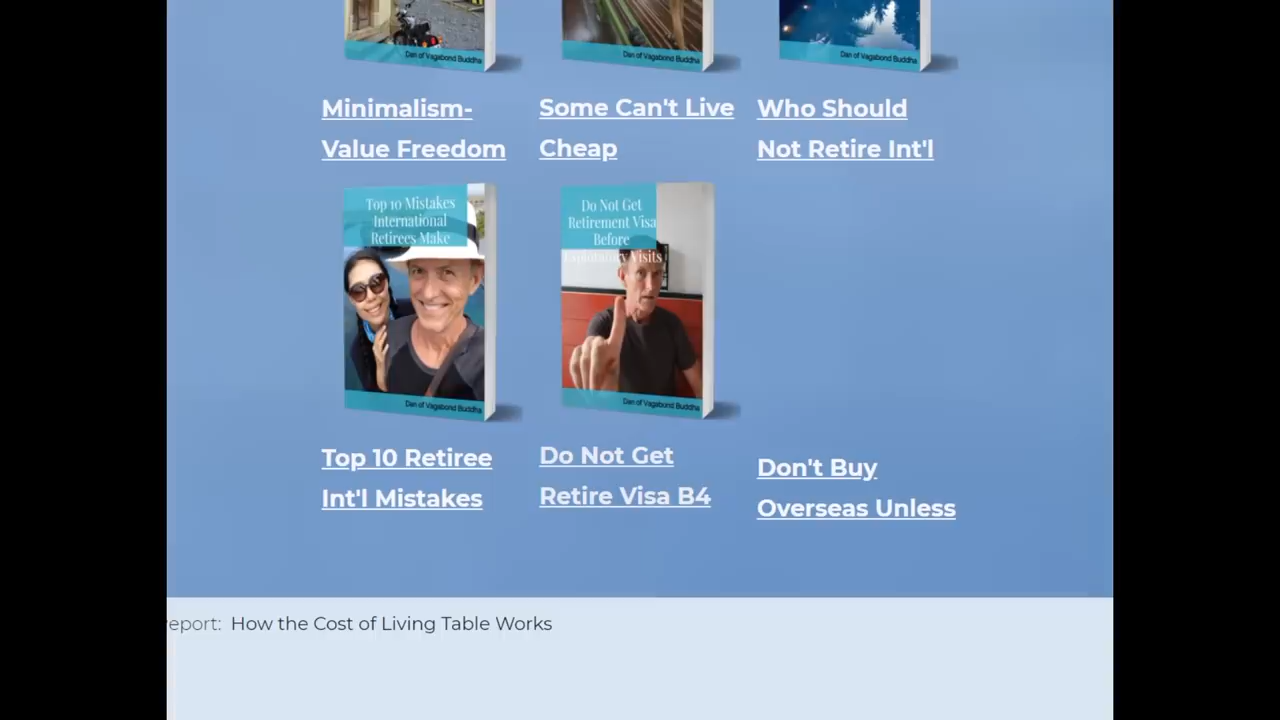 Dan of Vagabond Buddha
Dan of Vagabond Buddha
Dan of Vagabond Buddha
Minimalism-
Value Freedom
Some Can't Live
Cheap
Who Should
Not Retire Int'l
Top 10 Mistakes
International
Retirees Make
Dan of Vagabond Buddha
Do Not Get
Retirement Visa
Before
Exploratory Visits
Dan of Vagabond Buddha
Top 10 Retiree
Int'l Mistakes
Do Not Get
Retire Visa B4
Don't Buy
Overseas Unless
eport: How the Cost of Living Table Works